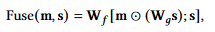 Fuse(m, s) = W_f [m ⊙ (W_g s); s],